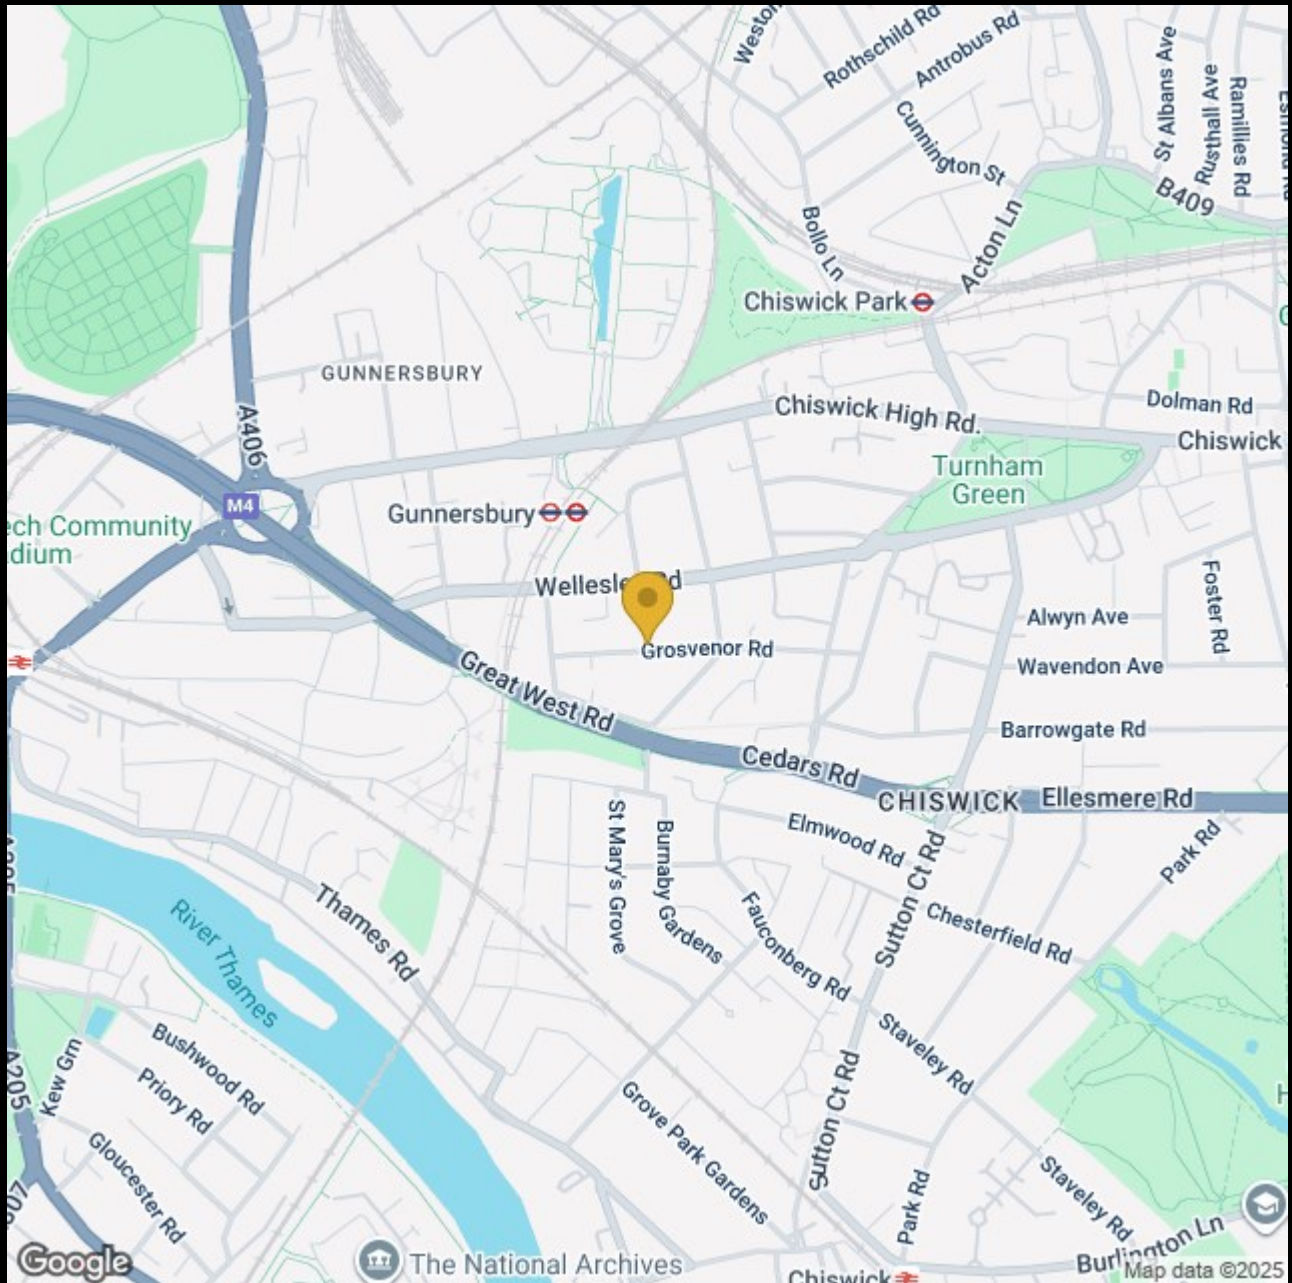 Weston
Rothschild Rd
Antrobus Rd
Cunnington St
St Albans Ave
Rusthall Ave
Ramillies Rd
B409
Bollo Ln
Acton Ln
Chiswick Park
GUNNERSBURY
A406
Chiswick High Rd.
Dolman Rd
Chiswick
Turnham
Green
M4
Gunnersbury
ech Community
dium
Wellesley Rd
Foster Rd
Alwyn Ave
Grosvenor Rd
Wavendon Ave
Great West Rd
Barrowgate Rd
Cedars Rd
CHISWICK
Ellesmere Rd
St Mary's Grove
Burnaby Gardens
Elmwood Rd
Sutton Ct Rd
Park Rd
A205
Thames Rd
River Thames
Fauconberg Rd
Chesterfield Rd
Staveley Rd
Bushwood Rd
Kew Grn
Priory Rd
A205
Gloucester Rd
Grove Park Gardens
Sutton Ct Rd
Park Rd
Staveley Rd
Burlington Ln
Google
The National Archives
Chiswick
Map data ©2025